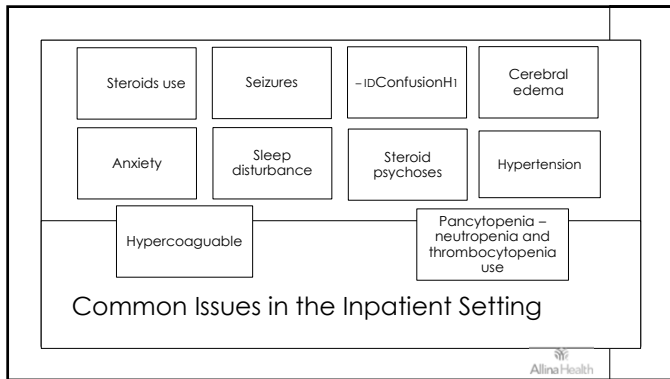 Steroids use
Seizures
– IDConfusionH1
Cerebral
edema
Anxiety
Sleep
disturbance
Steroid
psychoses
Hypertension
Hypercoaguable
Pancytopenia –
neutropenia and
thrombocytopenia
use
Common Issues in the Inpatient Setting
Allina Health